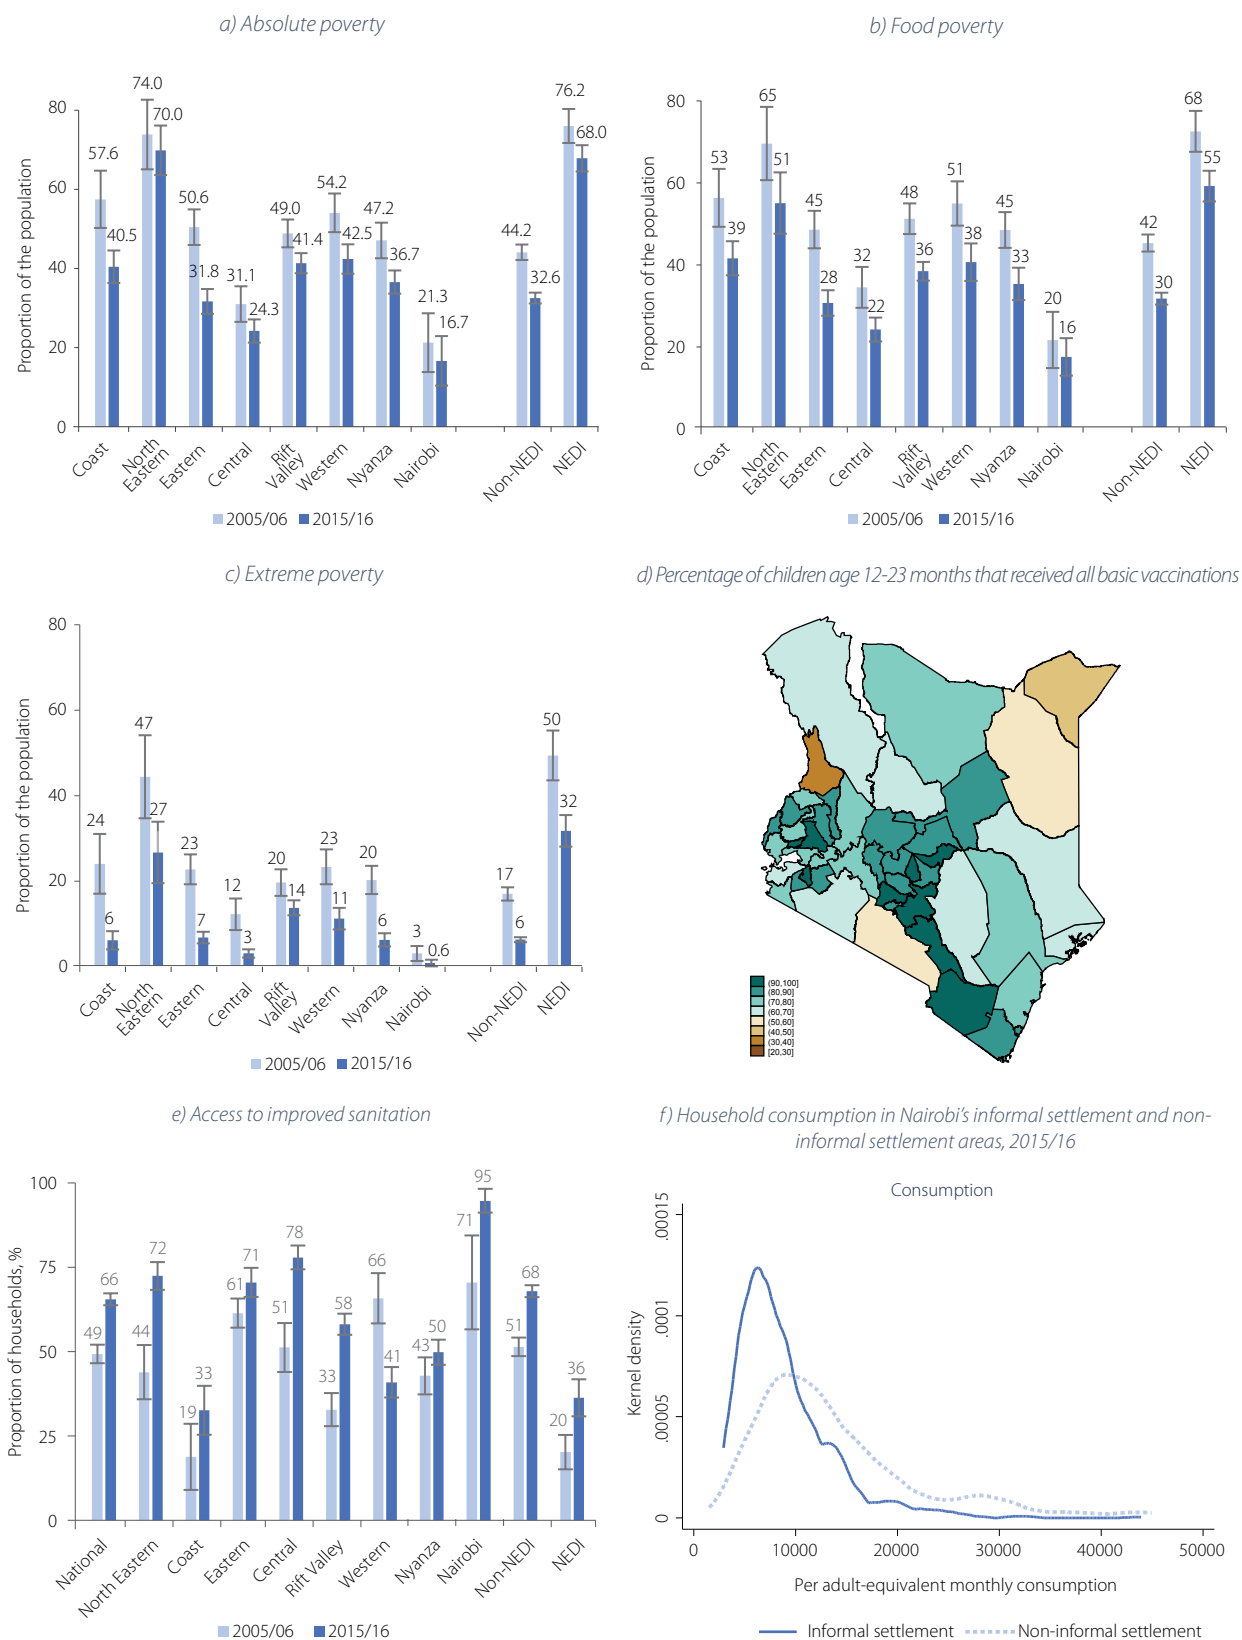 a) Absolute poverty
Proportion of the population
80
60
40
20
0
57.6
40.5
74.0
70.0
50.6
31.8
31.1
24.3
49.0
41.4
54.2
42.5
47.2
36.7
21.3
16.7
44.2
32.6
76.2
68.0
Coast
North
Eastern
Eastern
Central
Rift
Valley
Western
Nyanza
Nairobi
Non-NEDI
NEDI
2005/06 2015/16
b) Food poverty
Proportion of the population
80
60
40
20
0
53
39
65
51
45
28
32
22
48
36
51
38
45
33
20
16
42
30
68
55
Coast
North
Eastern
Eastern
Central
Rift
Valley
Western
Nyanza
Nairobi
Non-NEDI
NEDI
2005/06 2015/16
c) Extreme poverty
Proportion of the population
80
60
40
20
0
24
6
47
27
23
7
12
3
20
14
23
11
20
6
3
0.6
17
6
50
32
Coast
North
Eastern
Eastern
Central
Rift
Valley
Western
Nyanza
Nairobi
Non-NEDI
NEDI
2005/06 2015/16
d) Percentage of children age 12-23 months that received all basic vaccinations
(90,100]
(80,90]
(70,80]
(60,70]
(50,60]
(40,50]
(30,40]
[20,30]
e) Access to improved sanitation
Proportion of households, %
100
75
50
25
0
49
66
44
72
19
33
61
71
51
78
33
58
66
41
43
50
71
95
51
68
20
36
National
North Eastern
Coast
Eastern
Central
Rift Valley
Western
Nyanza
Nairobi
Non-NEDI
NEDI
2005/06 2015/16
f) Household consumption in Nairobi's informal settlement and non-
informal settlement areas, 2015/16
Consumption
Kernel density
.00015
.0001
.00005
0
0 10000 20000 30000 40000 50000
Per adult-equivalent monthly consumption
Informal settlement Non-informal settlement